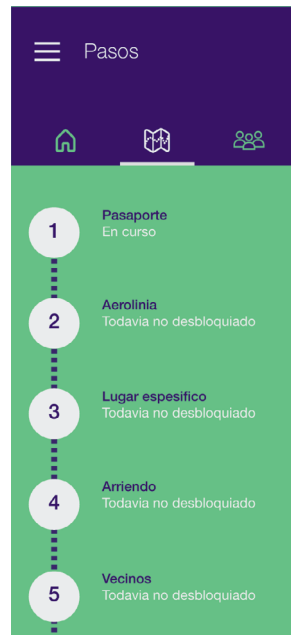 Pasos
1
Pasaporte
En curso
2
Aerolinia
Todavia no desbloquiado
3
Lugar espesifico
Todavia no desbloquiado
4
Arriendo
Todavia no desbloquiado
5
Vecinos
Todavia no desbloquiado